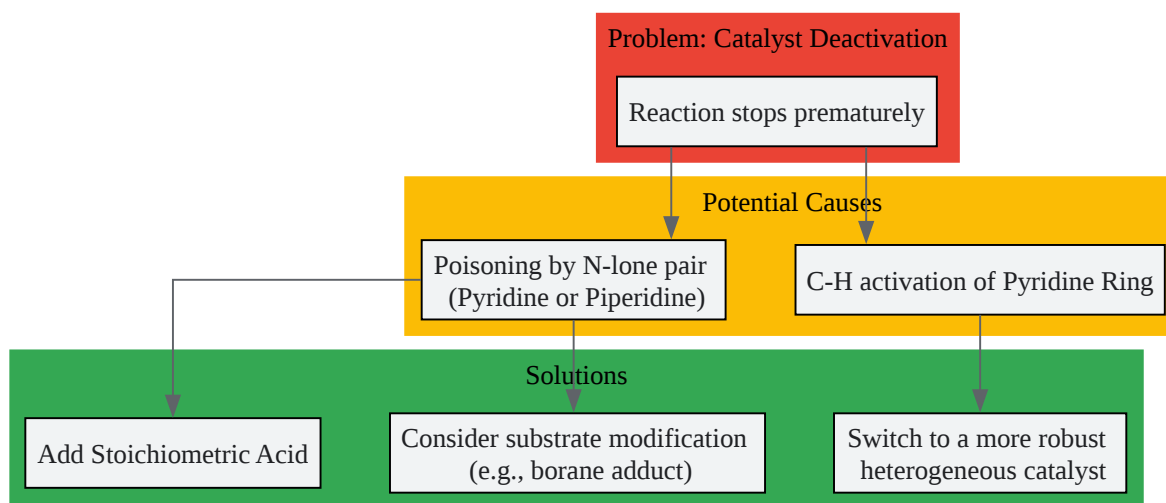 Problem: Catalyst Deactivation
Reaction stops prematurely
Potential Causes
Poisoning by N-lone pair
(Pyridine or Piperidine)
C-H activation of Pyridine Ring
Solutions
Add Stoichiometric Acid
Consider substrate modification
(e.g., borane adduct)
Switch to a more robust
heterogeneous catalyst